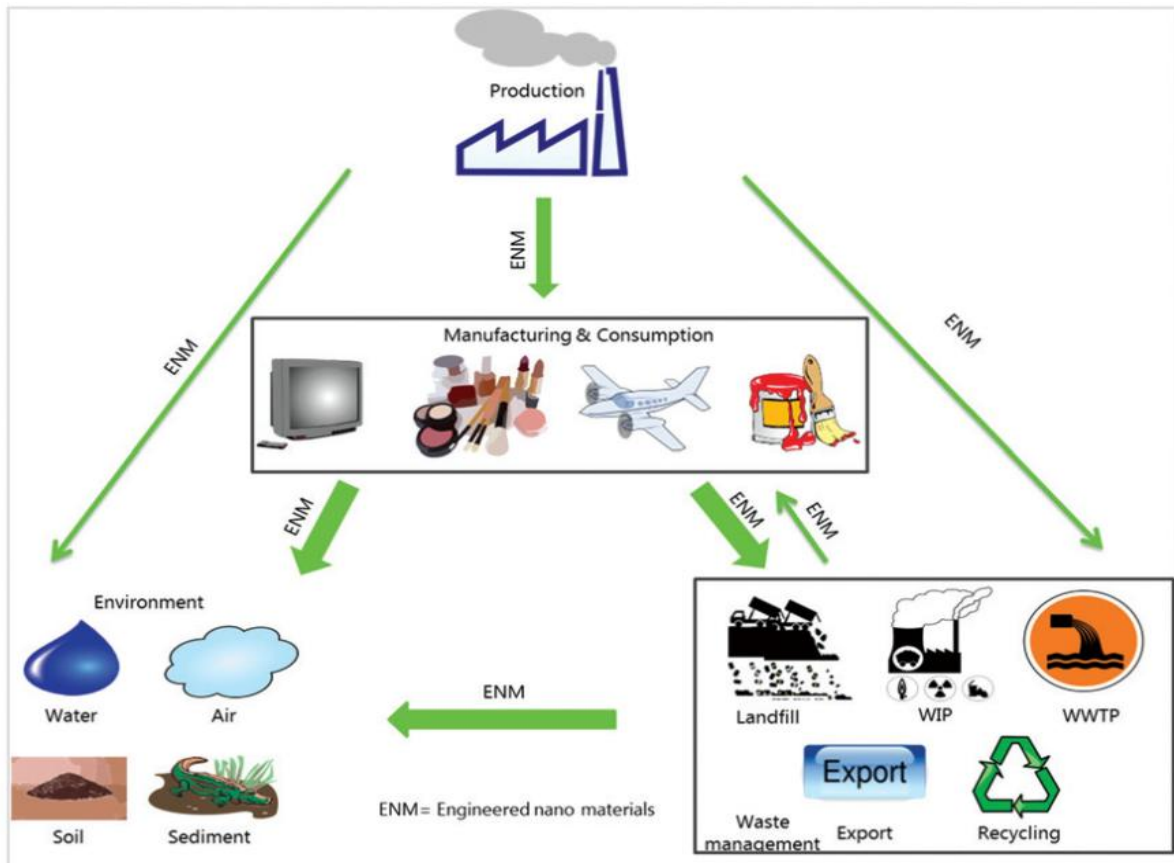 Production
ENM
ENM
ENM
Manufacturing & Consumption
ENM
ENM
ENM
Environment
Water
Air
Soil
Sediment
ENM
ENM= Engineered nano materials
Landfill
WIP
WWTP
Export
Waste
management
Export
Recycling